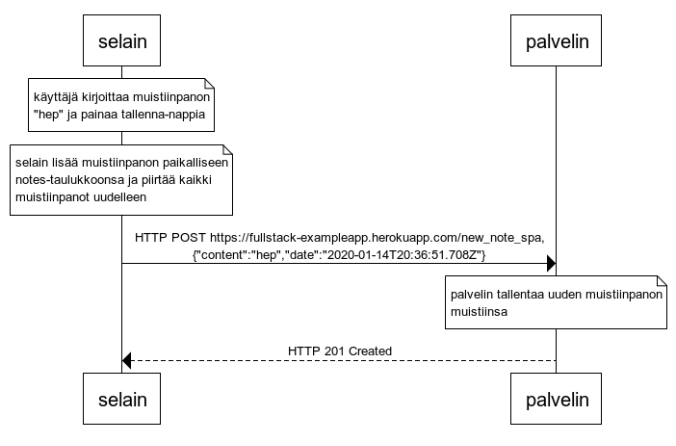 selain
palvelin
käyttäjä kirjoittaa muistiinpanon
"hep" ja painaa tallenna-nappia
selain lisää muistiinpanon paikalliseen
notes-taulukkoonsa ja piirtää kaikki
muistiinpanot uudelleen
HTTP POST https://fullstack-exampleapp.herokuapp.com/new_note_spa,
{"content":"hep","date":"2020-01-14T20:36:51.708Z"}
palvelin tallentaa uuden muistiinpanon
muistiinsa
HTTP 201 Created
selain
palvelin